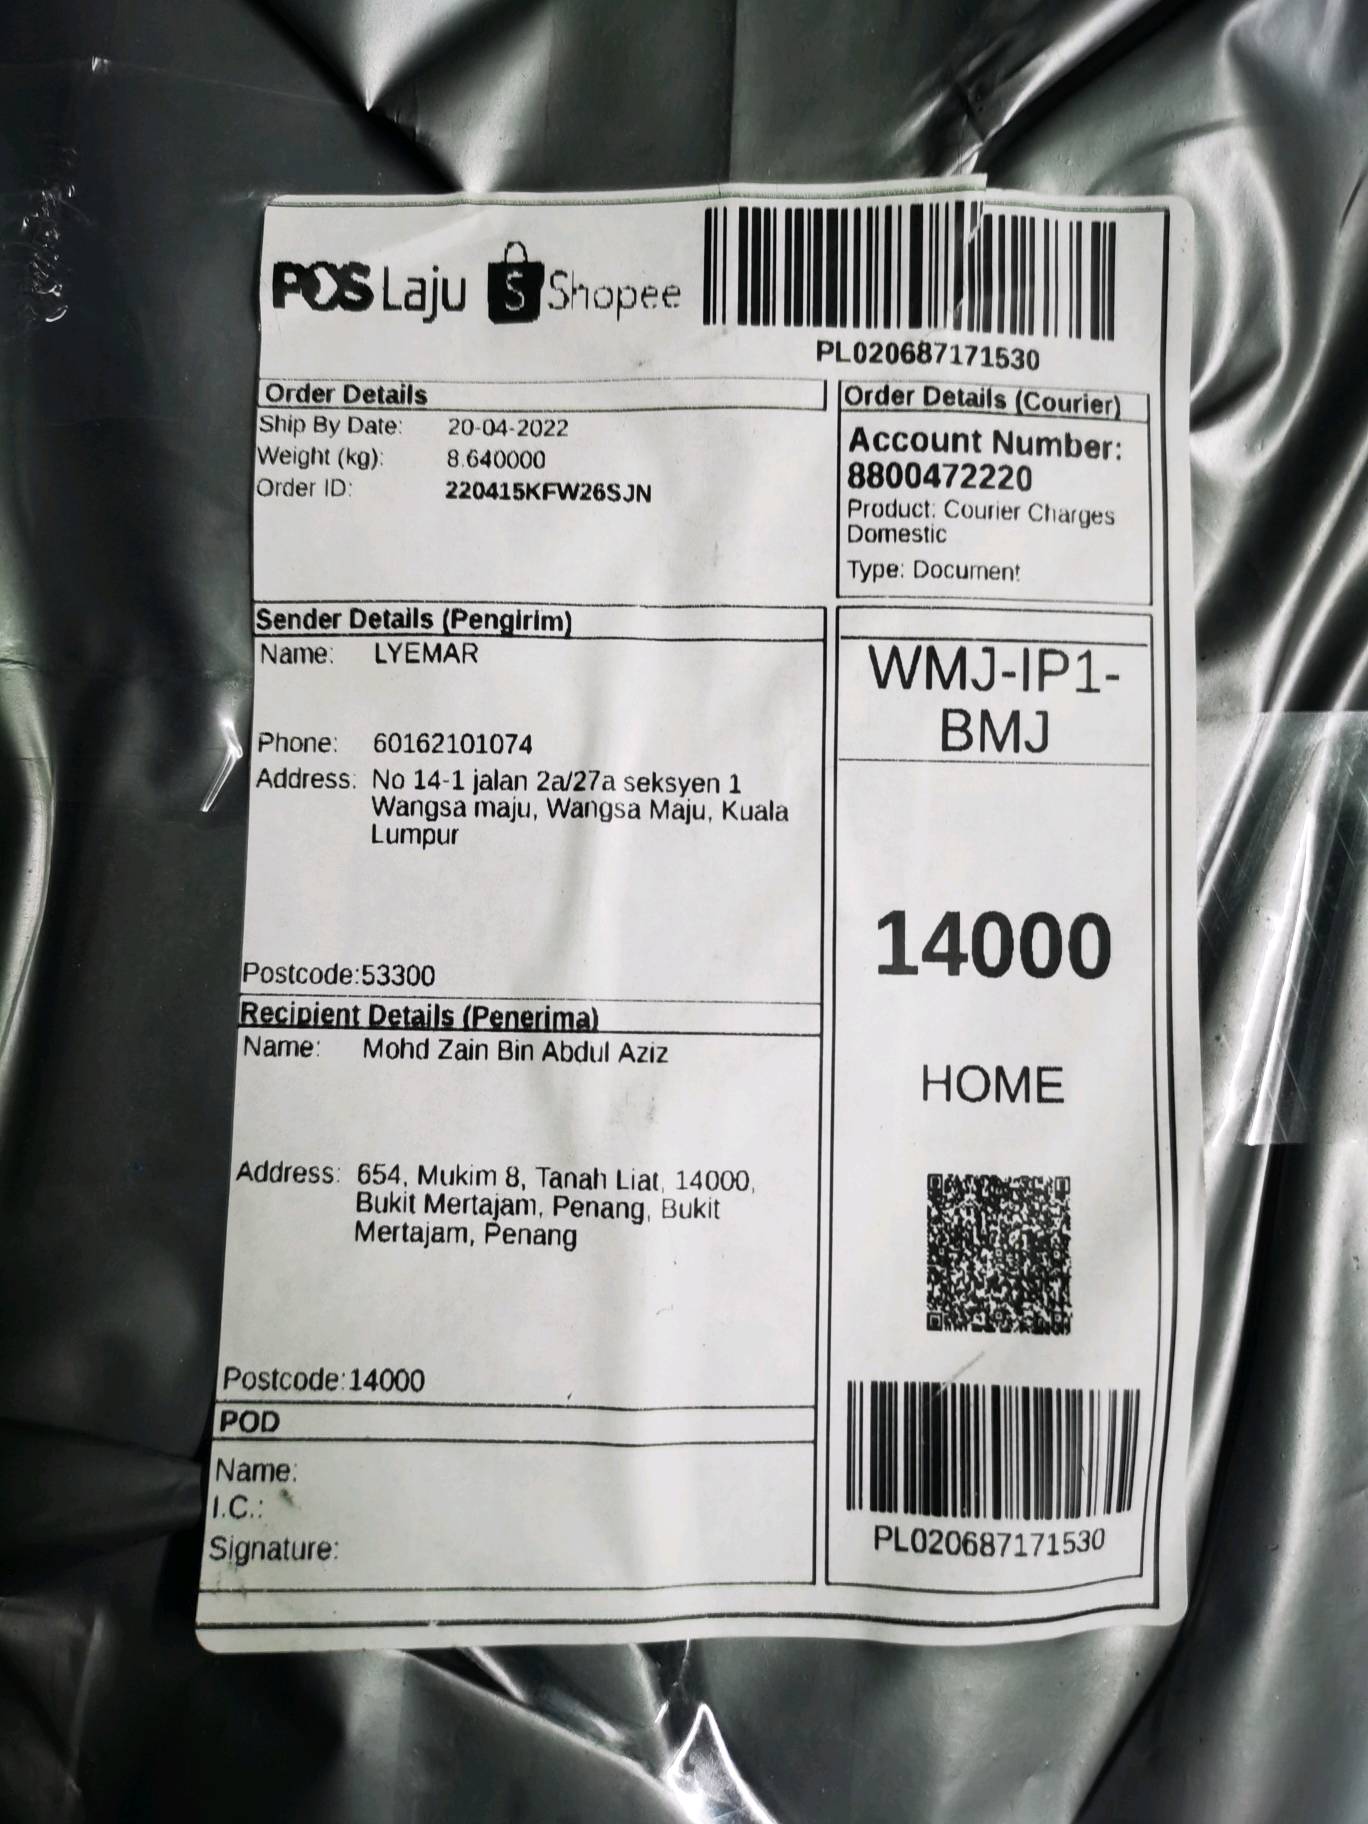 POS Laju S Shopee
PL020687171530
Order Details
Ship By Date: 20-04-2022
Weight (kg): 8.640000
Order ID: 220415KFW26SJN
Order Details (Courier)
Account Number:
8800472220
Product: Courier Charges
Domestic
Type: Document
Sender Details (Pengirim)
Name: LYEMAR
Phone: 60162101074
Address: No 14-1 jalan 2a/27a seksyen 1
Wangsa maju, Wangsa Maju, Kuala
Lumpur
Postcode:53300
WMJ-IP1-
BMJ
14000
HOME
Recipient Details (Penerima)
Name: Mohd Zain Bin Abdul Aziz
Address: 654, Mukim 8, Tanah Liat, 14000,
Bukit Mertajam, Penang, Bukit
Mertajam, Penang
Postcode:14000
POD
Name:
I.C.:
Signature:
PL020687171530